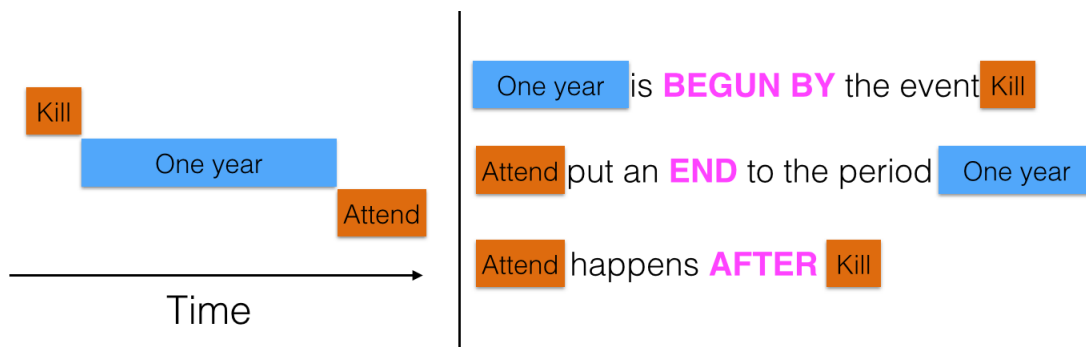 Kill
One year
Attend
Time
One year is BEGUN BY the event Kill
Attend put an END to the period One year
Attend happens AFTER Kill